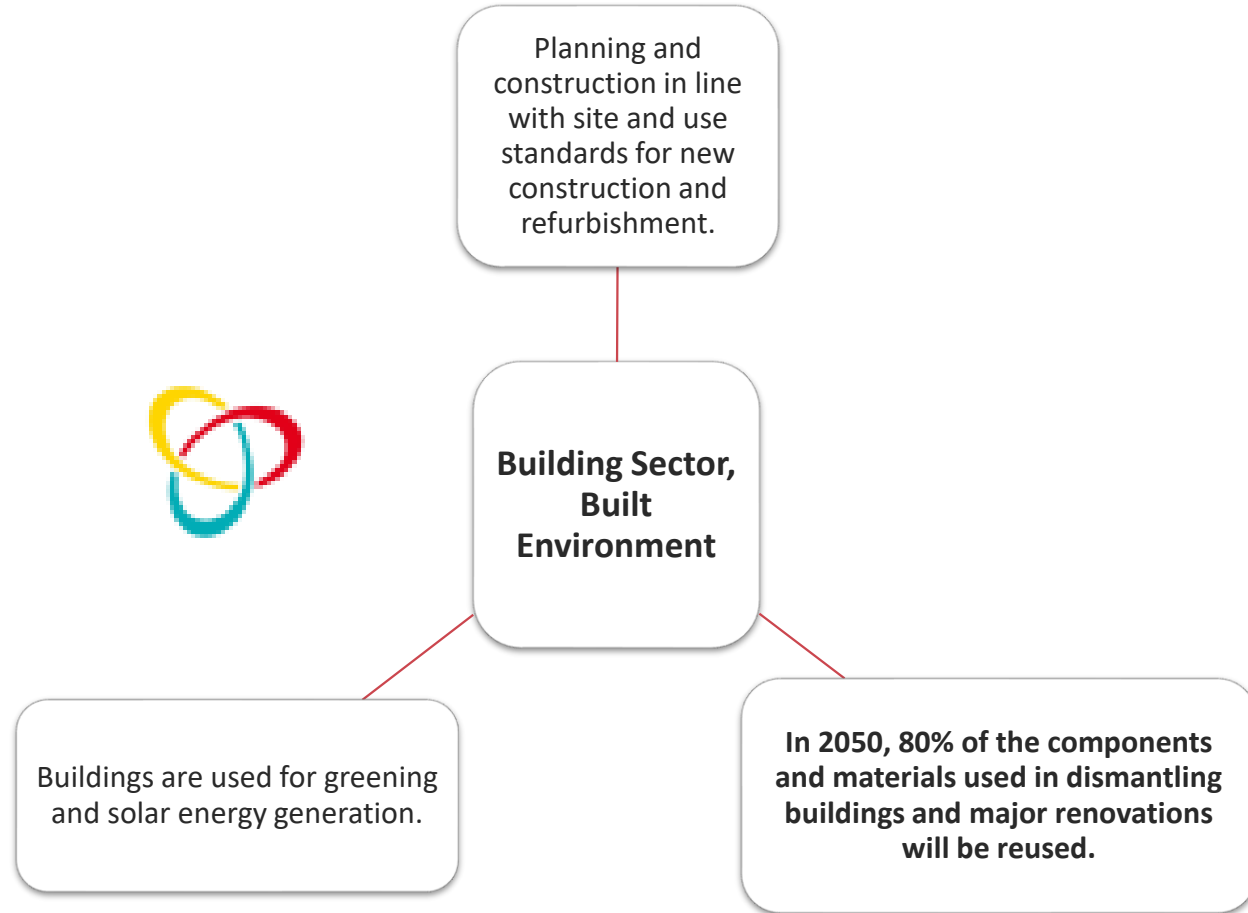 Planning and
construction in line
with site and use
standards for new
construction and
refurbishment.
Building Sector,
Built
Environment
Buildings are used for greening
and solar energy generation.
In 2050, 80% of the components
and materials used in dismantling
buildings and major renovations
will be reused.